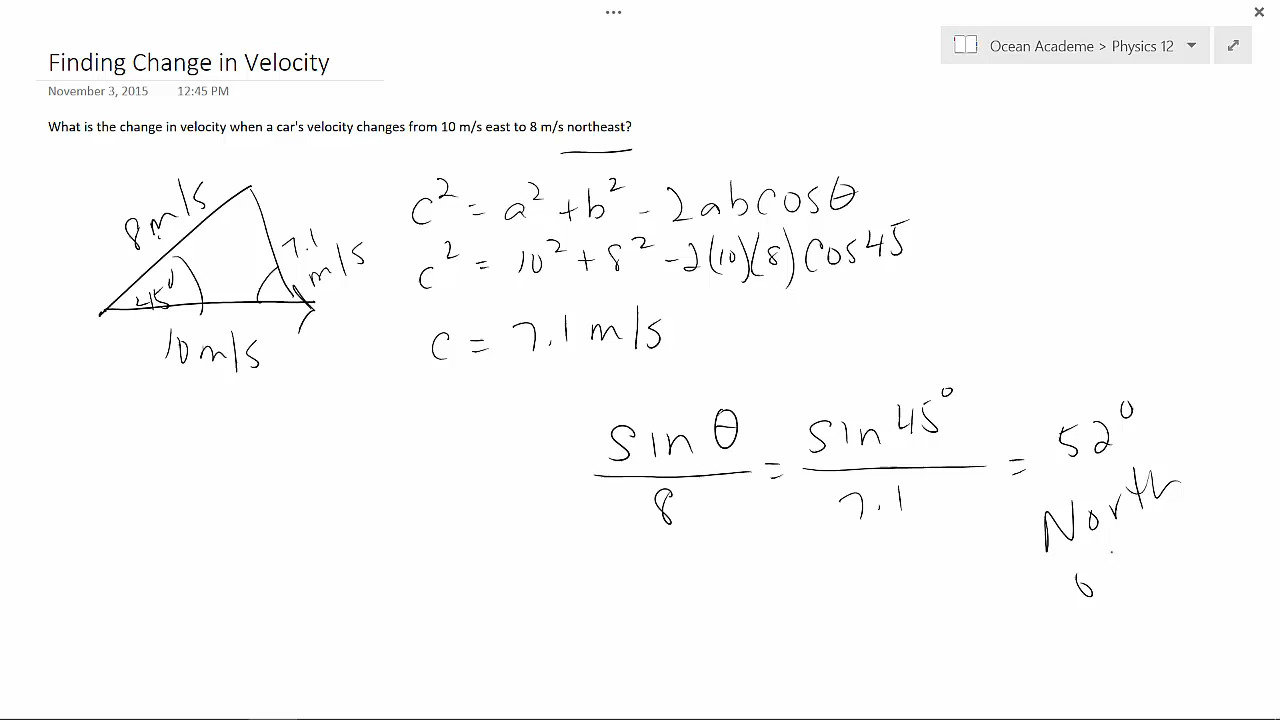 Ocean Academe > Physics 12
Finding Change in Velocity
November 3, 2015 12:45 PM
What is the change in velocity when a car's velocity changes from 10 m/s east to 8 m/s northeast?
8 m/s
7.1
m/s
45°
10 m/s
c² = a² + b² - 2abcosθ
c² = 10² + 8² - 2(10)(8) cos 45
c = 7.1 m/s
sin θ / 8 = sin 45° / 7.1 = 52°
North
o